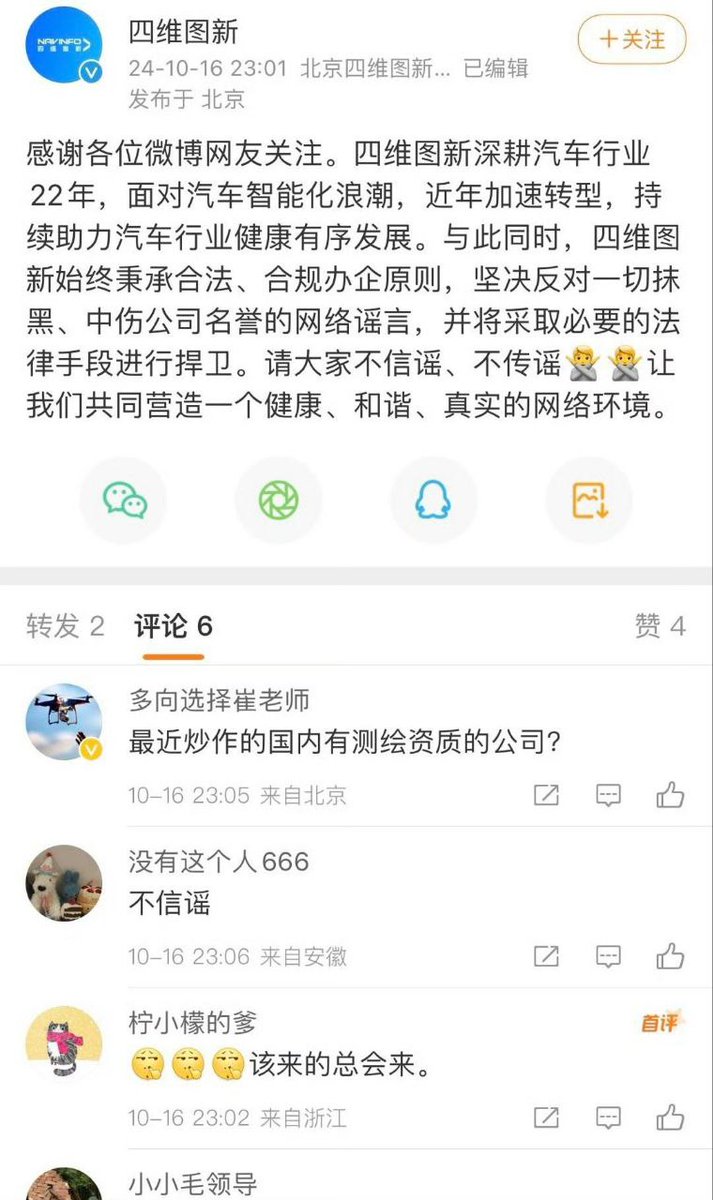 NAVINFO
四维图新
四维图新
+关注
24-10-16 23:01 北京四维图新... 已编辑
发布于 北京
感谢各位微博网友关注。四维图新深耕汽车行业
22年，面对汽车智能化浪潮，近年加速转型，持
续助力汽车行业健康有序发展。与此同时，四维图
新始终秉承合法、合规办企原则，坚决反对一切抹
黑、中伤公司名誉的网络谣言，并将采取必要的法
律手段进行捍卫。请大家不信谣、不传谣🙅🙅让
我们共同营造一个健康、和谐、真实的网络环境。
转发 2 评论 6 赞 4
多向选择崔老师
最近炒作的国内有测绘资质的公司？
10-16 23:05 来自北京
没有这个人666
不信谣
10-16 23:06 来自安徽
柠小檬的爹 首评
🤔🤔🤔该来的总会来。
10-16 23:02 来自浙江
小小毛领导